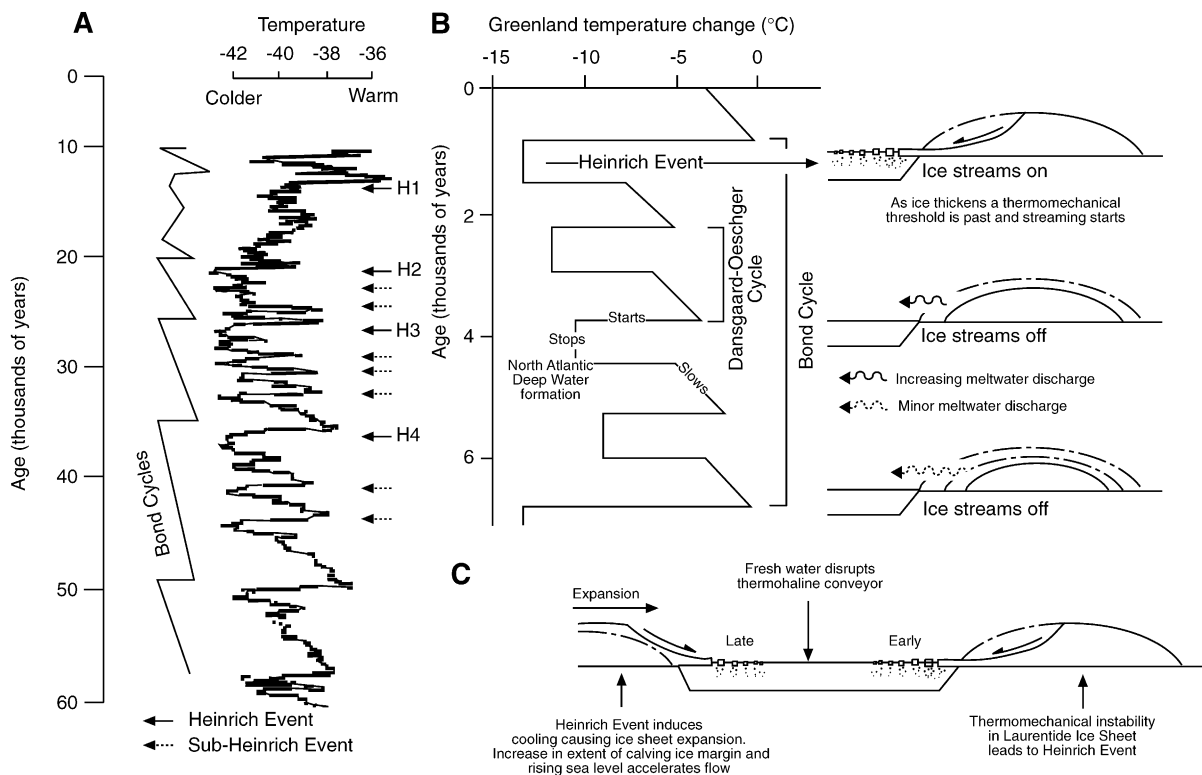 A
Temperature
-42 -40 -38 -36
Colder Warm
Age (thousands of years)
0
10
20
30
40
50
60
Bond Cycles
H1
H2
H3
H4
Heinrich Event
Sub-Heinrich Event
B
Greenland temperature change (°C)
-15 -10 -5 0
Age (thousands of years)
0
2
4
6
Heinrich Event
Starts
Stops
North Atlantic
Deep Water
formation
Slows
Dansgaard-Oeschger
Cycle
Bond Cycle
Ice streams on
As ice thickens a thermomechanical
threshold is past and streaming starts
Ice streams off
Increasing meltwater discharge
Minor meltwater discharge
Ice streams off
C
Fresh water disrupts
thermohaline conveyor
Expansion
Late
Early
Heinrich Event induces
cooling causing ice sheet expansion.
Increase in extent of calving ice margin and
rising sea level accelerates flow
Thermomechanical instability
in Laurentide Ice Sheet
leads to Heinrich Event